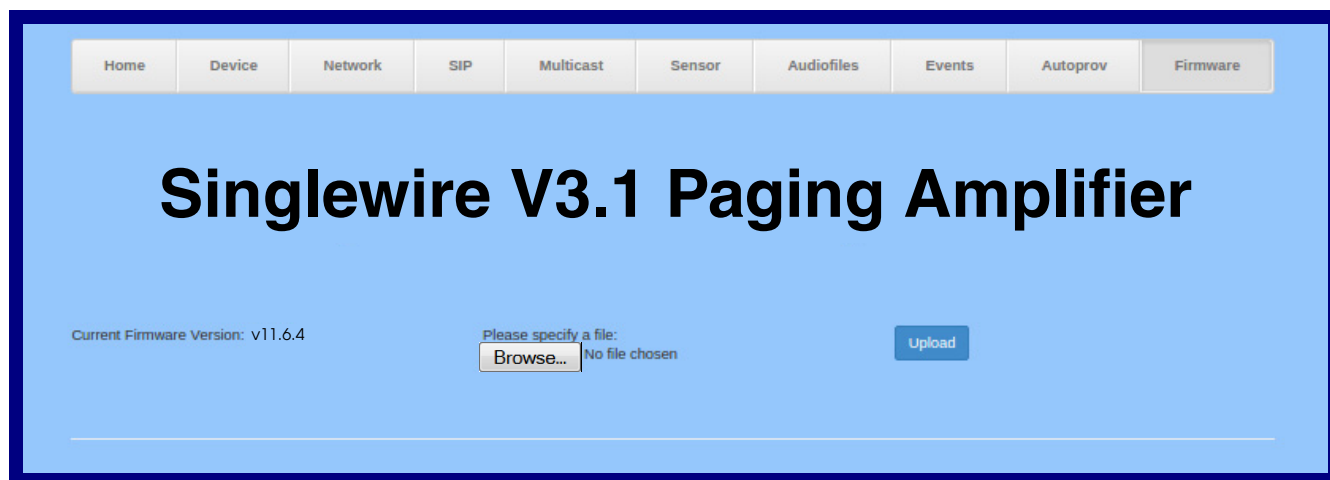 Home Device Network SIP Multicast Sensor Audiofiles Events Autoprov Firmware
Singlewire V3.1 Paging Amplifier
Current Firmware Version: v11.6.4
Please specify a file:
Browse... No file chosen
Upload